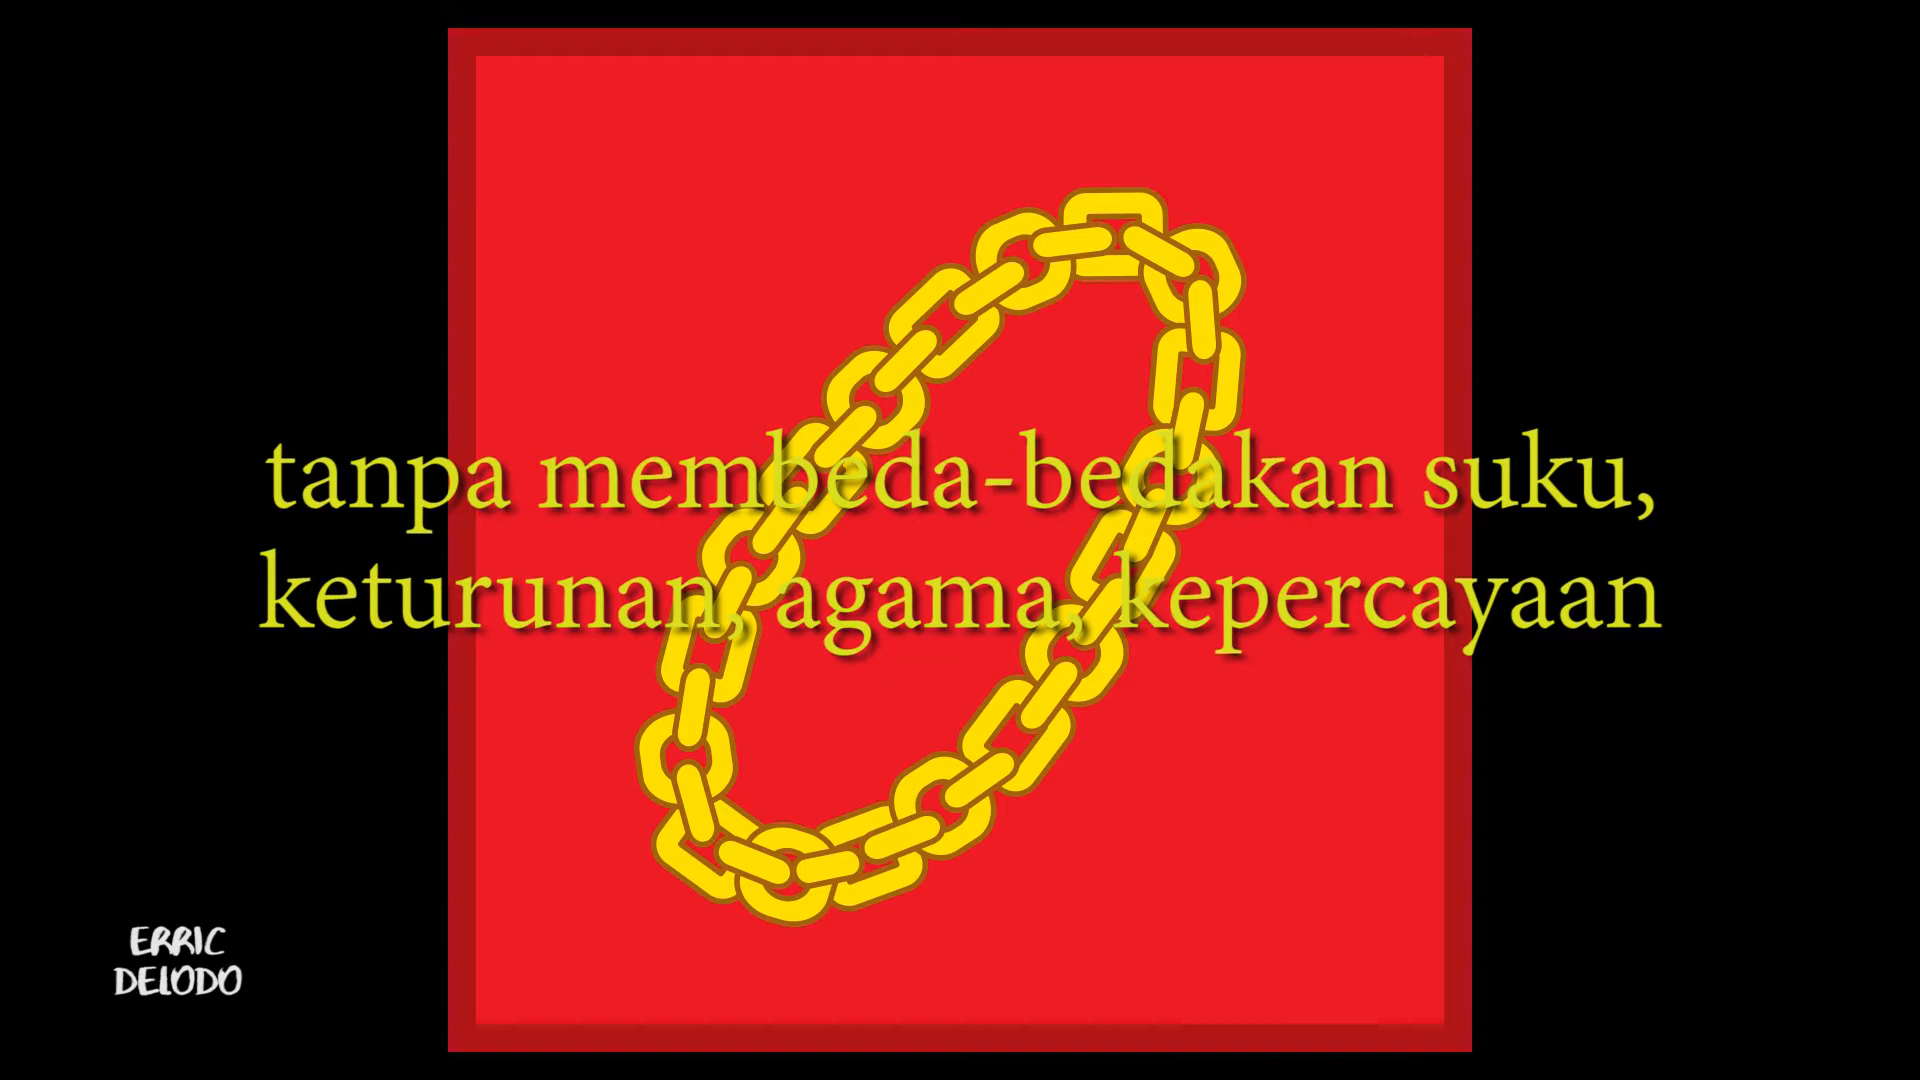 tanpa membeda-bedakan suku,
keturunan, agama, kepercayaan
ERRIC
DELODO